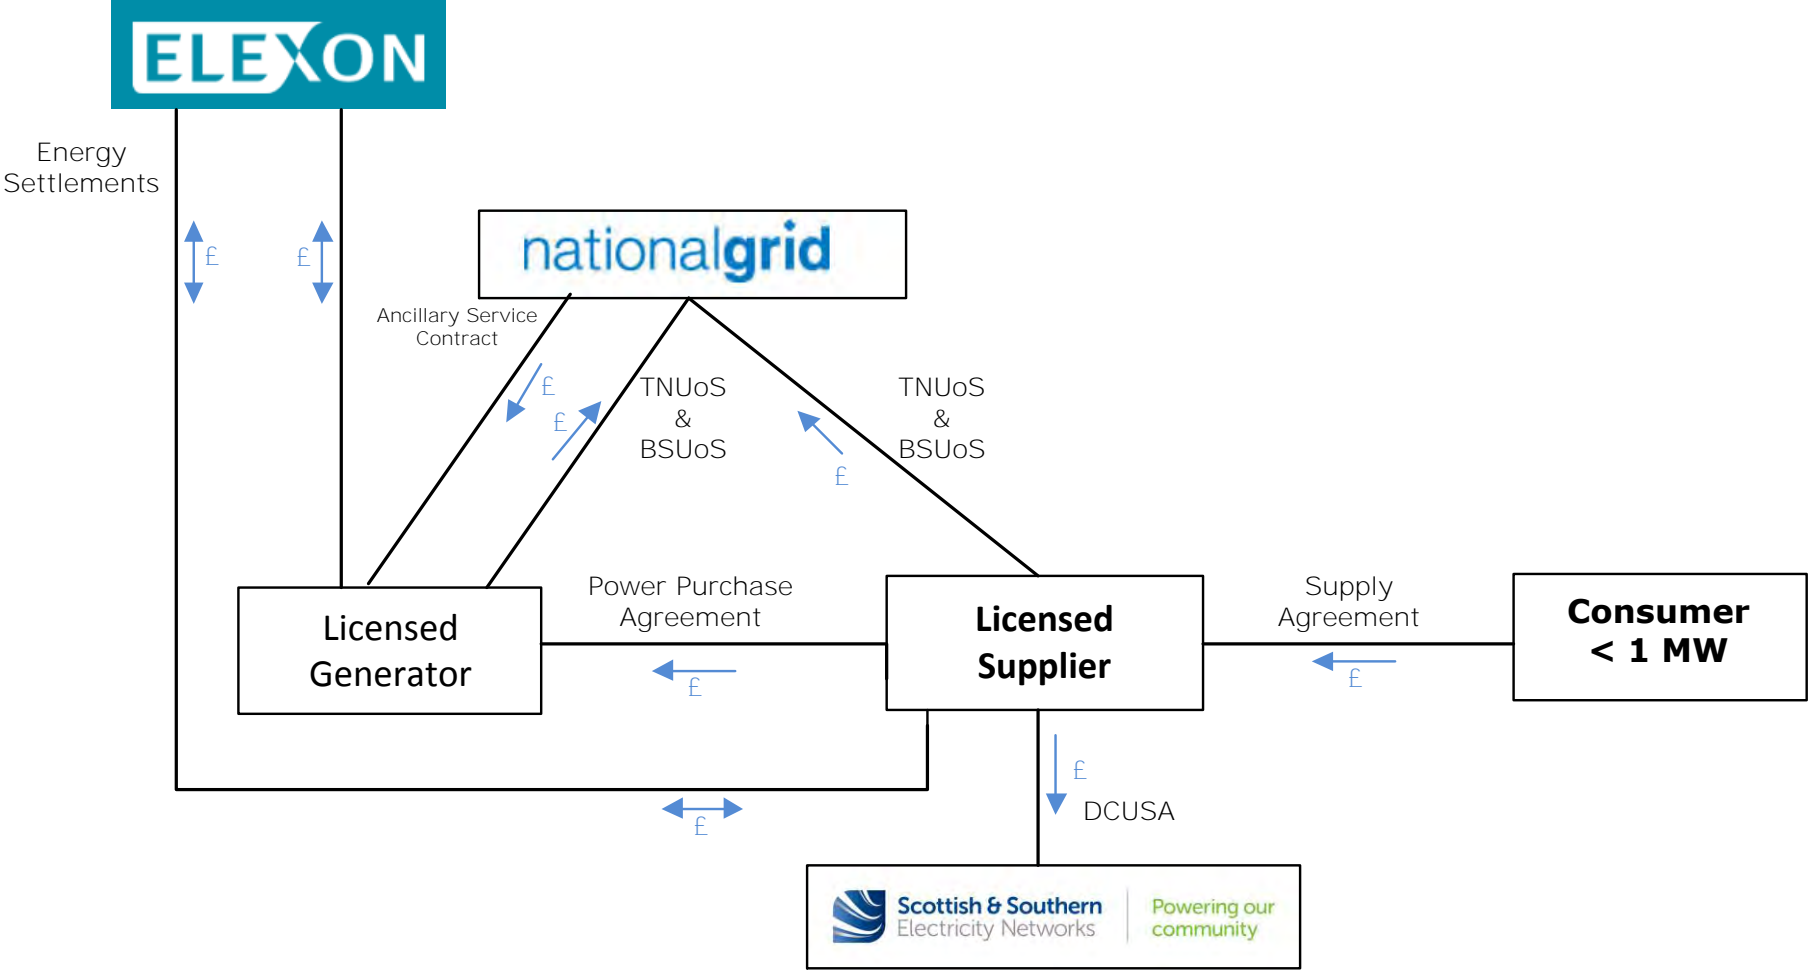 ELEXON
Energy
Settlements
£
£
nationalgrid
Ancillary Service
Contract
£
£
TNUoS
&
BSUoS
TNUoS
&
BSUoS
£
Licensed
Generator
Power Purchase
Agreement
£
Licensed
Supplier
Supply
Agreement
£
Consumer
< 1 MW
£
£
DCUSA
Scottish & Southern
Electricity Networks
Powering our
community